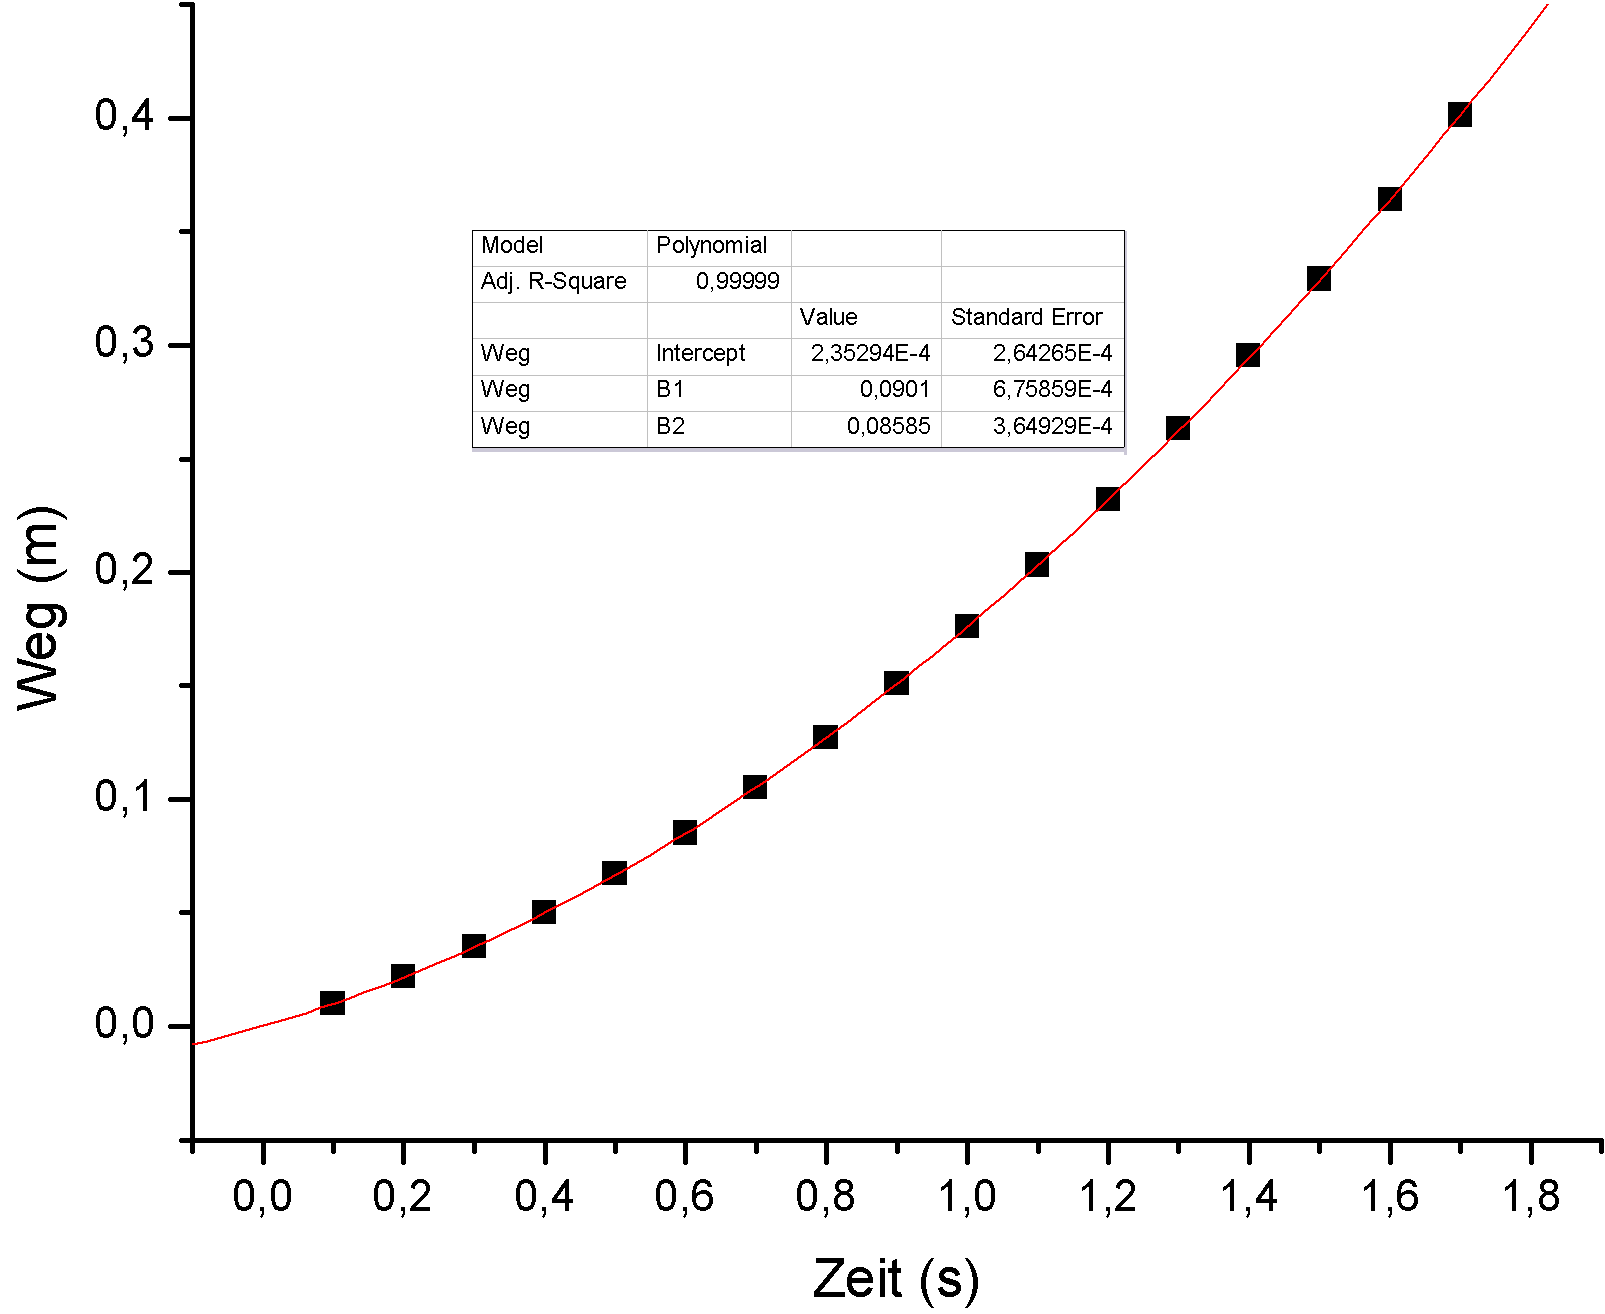 0,4
0,3
0,2
0,1
0,0
Weg (m)
Model Polynomial
Adj. R-Square 0,99999
Value Standard Error
Weg Intercept 2,35294E-4 2,64265E-4
Weg B1 0,0901 6,75859E-4
Weg B2 0,08585 3,64929E-4
0,0 0,2 0,4 0,6 0,8 1,0 1,2 1,4 1,6 1,8
Zeit (s)